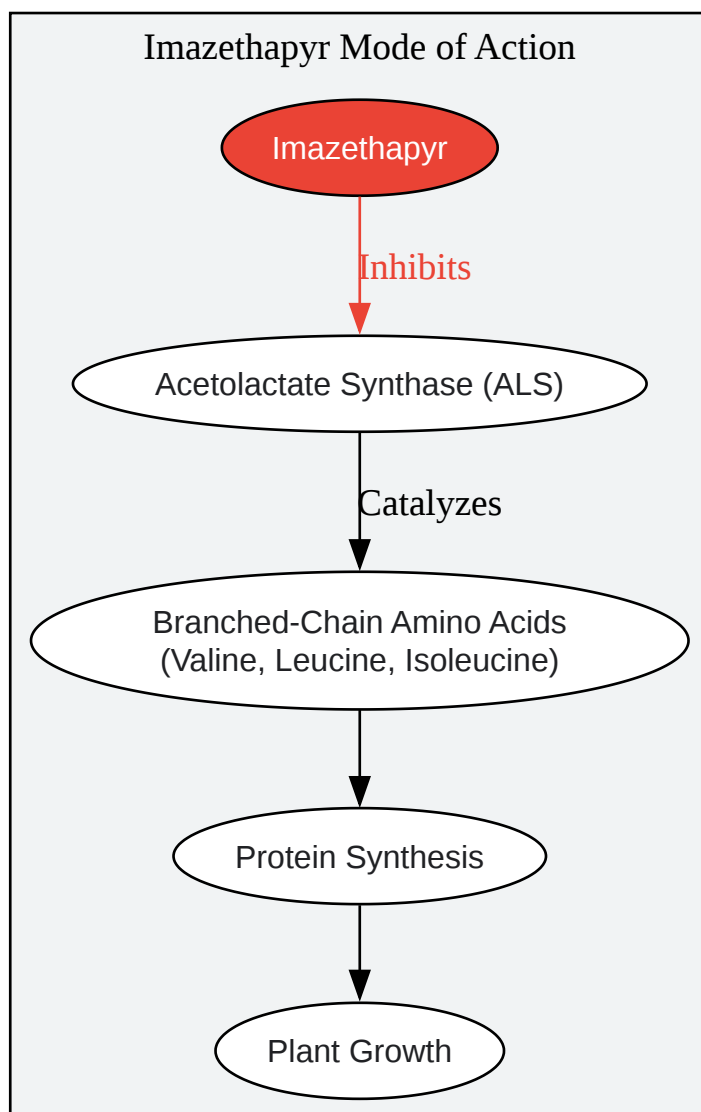 Imazethapyr Mode of Action
Imazethapyr
Inhibits
Acetolactate Synthase (ALS)
Catalyzes
Branched-Chain Amino Acids
(Valine, Leucine, Isoleucine)
Protein Synthesis
Plant Growth